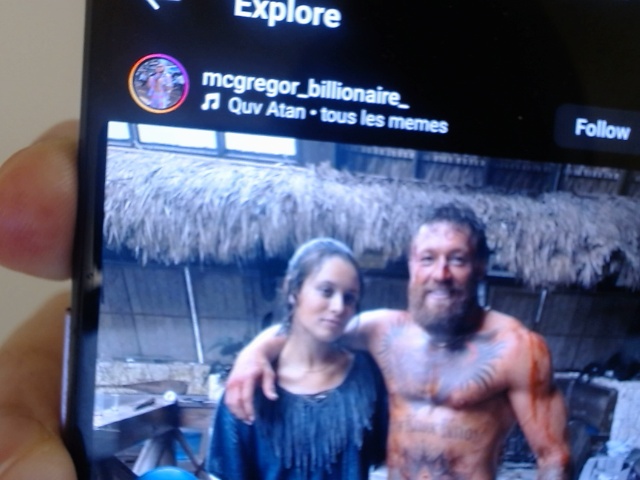 Explore
mcgregor_billionaire_
Quv Atan • tous les memes
Follow